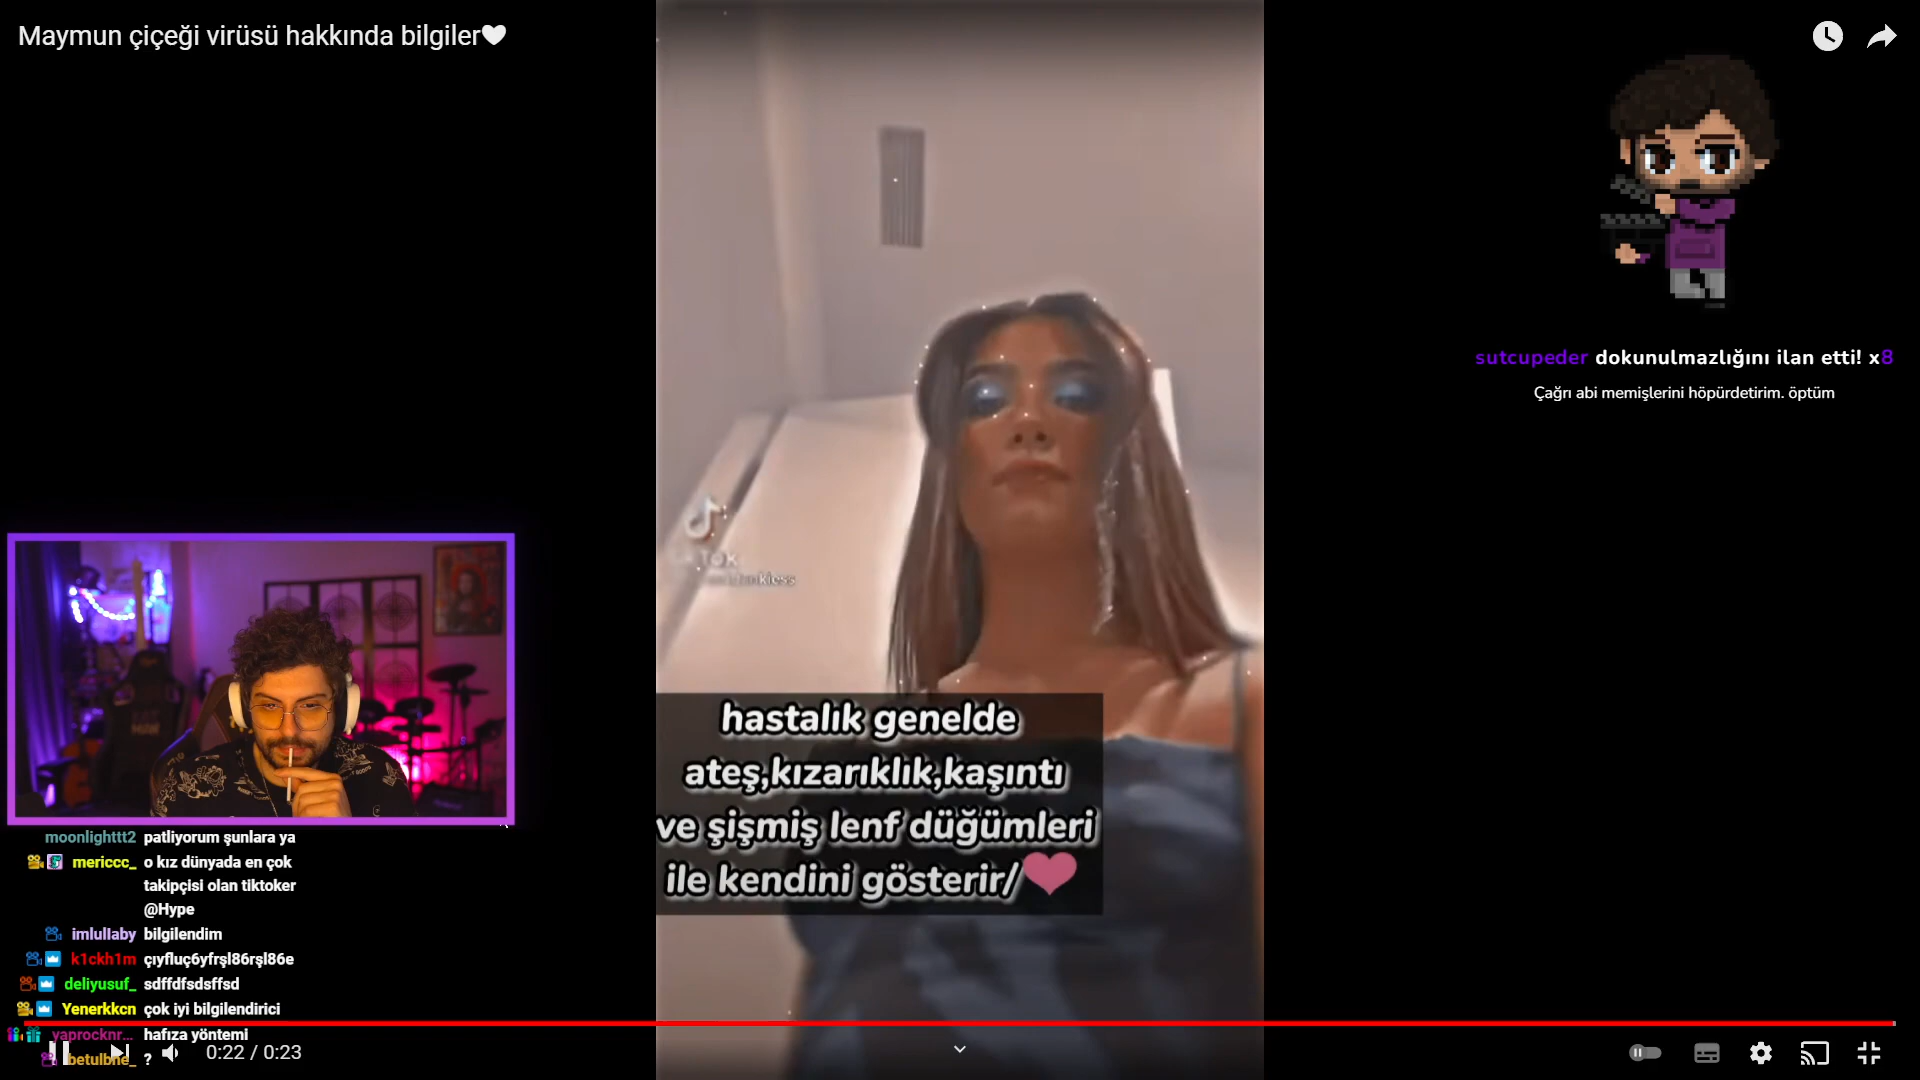 Maymun çiçeği virüsü hakkında bilgiler🤍
sutcupeder dokunulmazlığını ilan etti! x8
Çağrı abi memişlerini höpürdetirim. öptüm
hastalık genelde
ateş,kızarıklık,kaşıntı
ve şişmiş lenf düğümleri
ile kendini gösterir/❤
moonlighttt2 patliyorum şunlara ya
mericcc_ o kız dünyada en çok
takipçisi olan tiktoker
@Hype
imlullaby bilgilendim
k1ckh1m çıyfluç6yfrşl86rşl86e
deliyusuf_ sdffdfsdsffsd
Yenerkkcn çok iyi bilgilendirici
yaprocknr... hafıza yöntemi
betulbhe_ ?
0:22 / 0:23